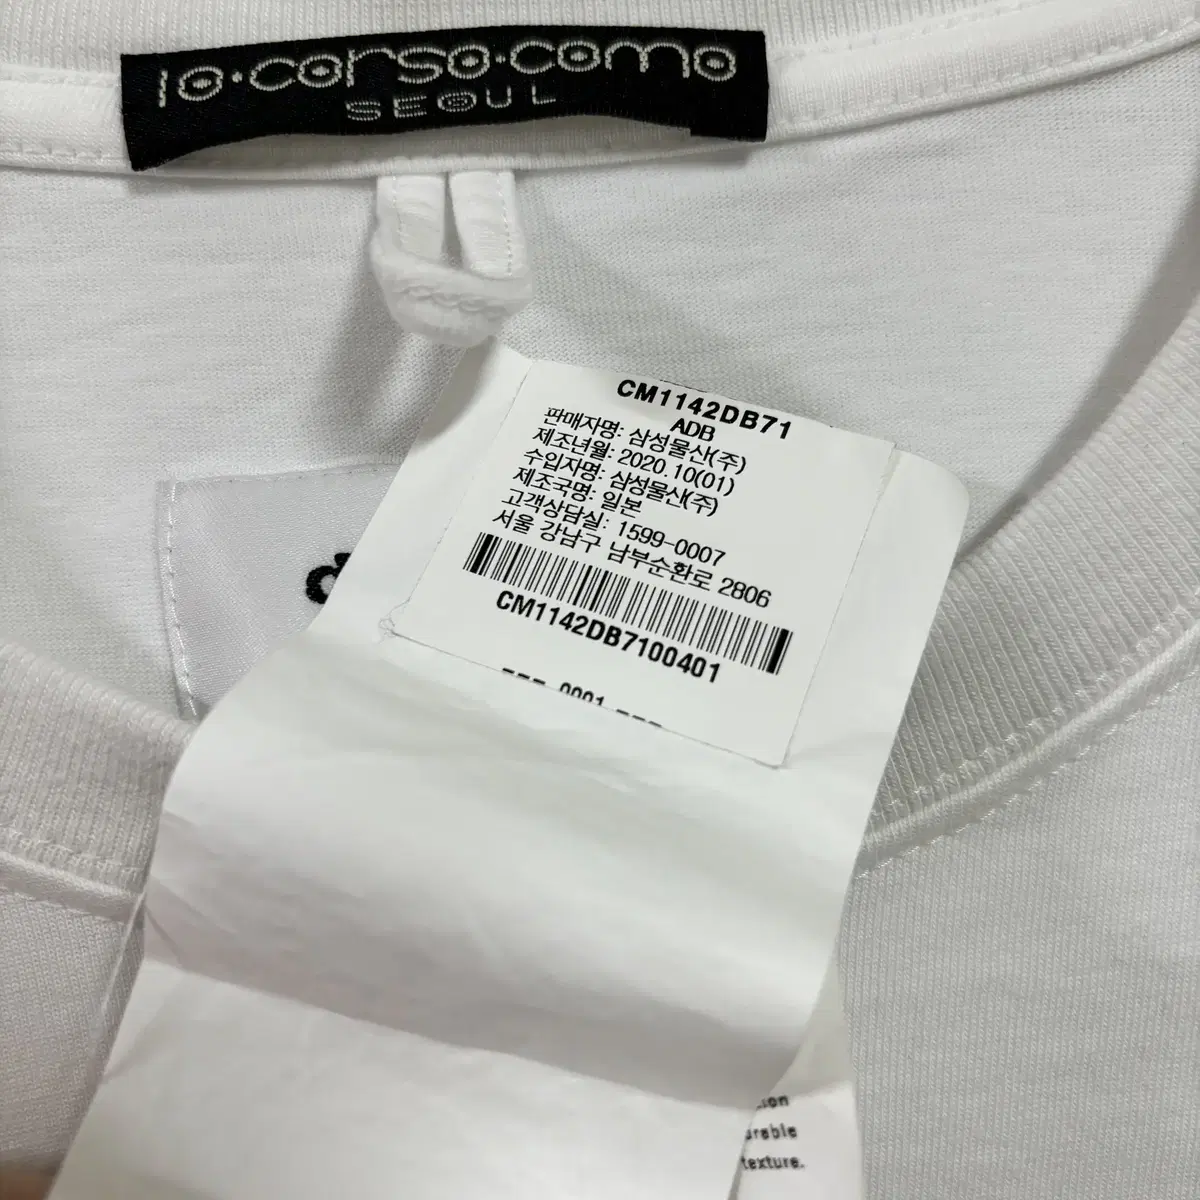 10·corso·como
SEOUL
CM1142DB71
ADB
판매자명: 삼성물산(주)
제조년월: 2020.10(01)
수입자명: 삼성물산(주)
제조국명: 일본
고객상담실: 1599-0007
서울 강남구 남부순환로 2806
CM1142DB7100401
texture.